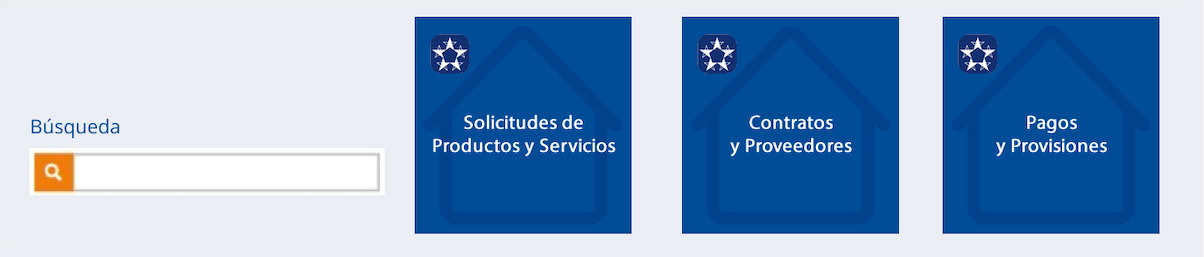 Búsqueda
Solicitudes de
Productos y Servicios
Contratos
y Proveedores
Pagos
y Provisiones